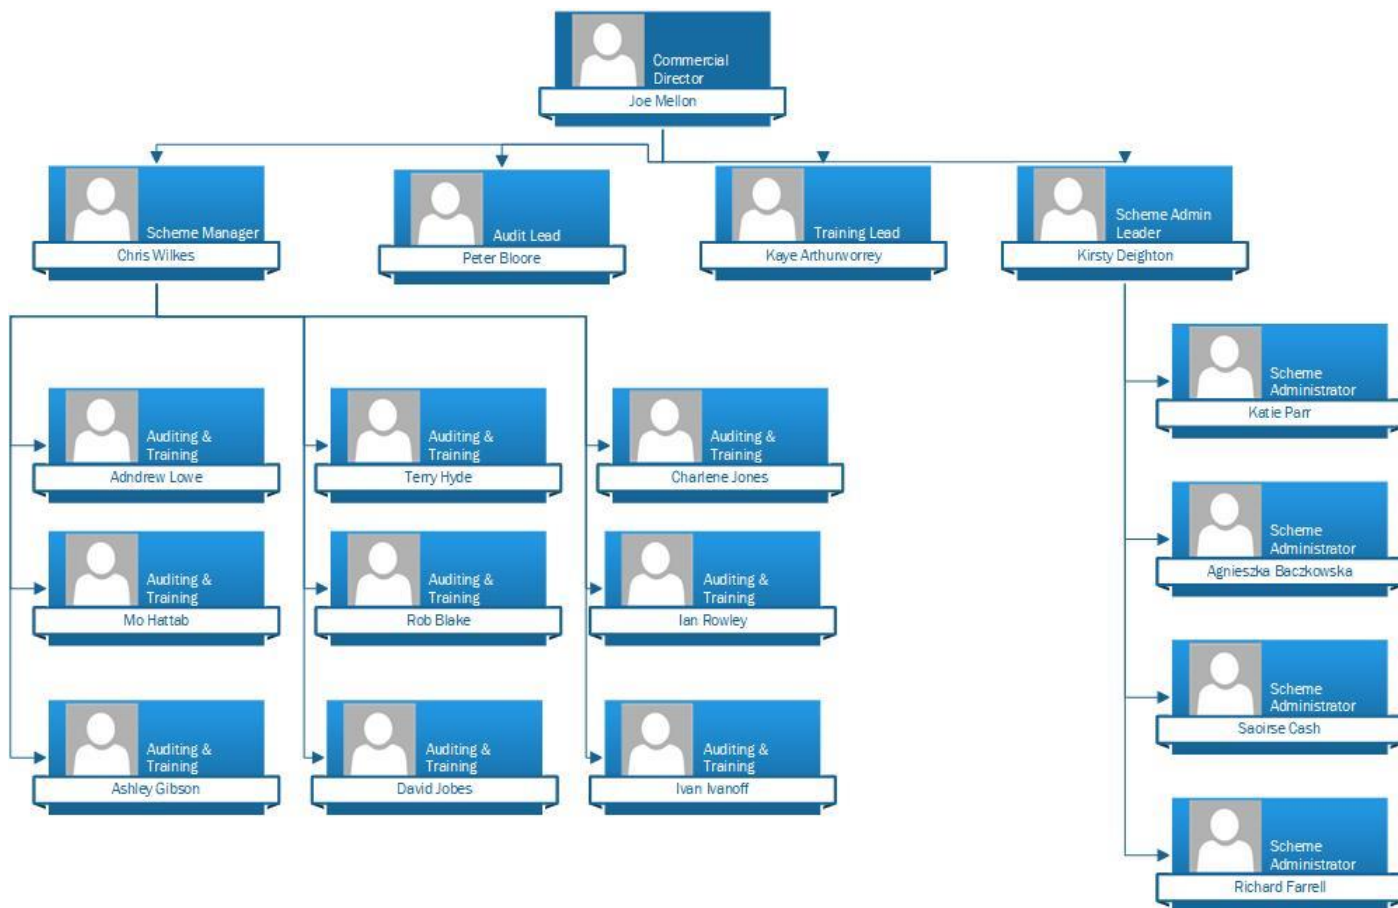 Commercial
Director
Joe Mellon
Scheme Manager
Chris Wilkes
Audit Lead
Peter Bloore
Training Lead
Kaye Arthurworrey
Scheme Admin
Leader
Kirsty Deighton
Auditing &
Training
Adndrew Lowe
Auditing &
Training
Terry Hyde
Auditing &
Training
Charlene Jones
Auditing &
Training
Mo Hattab
Auditing &
Training
Rob Blake
Auditing &
Training
Ian Rowley
Auditing &
Training
Ashley Gibson
Auditing &
Training
David Jobes
Auditing &
Training
Ivan Ivanoff
Scheme
Administrator
Katie Parr
Scheme
Administrator
Agnieszka Baczkowska
Scheme
Administrator
Saoirse Cash
Scheme
Administrator
Richard Farrell